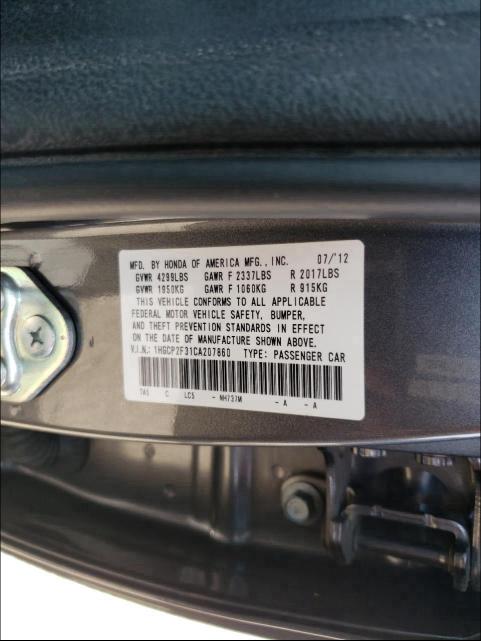 MFD. BY HONDA OF AMERICA MFG., INC. 07/'12
GVWR 4299LBS GAWR F 2337LBS R 2017LBS
GVWR 1950KG GAWR F 1060KG R 915KG
THIS VEHICLE CONFORMS TO ALL APPLICABLE
FEDERAL MOTOR VEHICLE SAFETY, BUMPER,
AND THEFT PREVENTION STANDARDS IN EFFECT
ON THE DATE OF MANUFACTURE SHOWN ABOVE.
V.I.N.: 1HGCP2F31CA207860 TYPE: PASSENGER CAR
TA5 C LC5 - NH737M - A - A